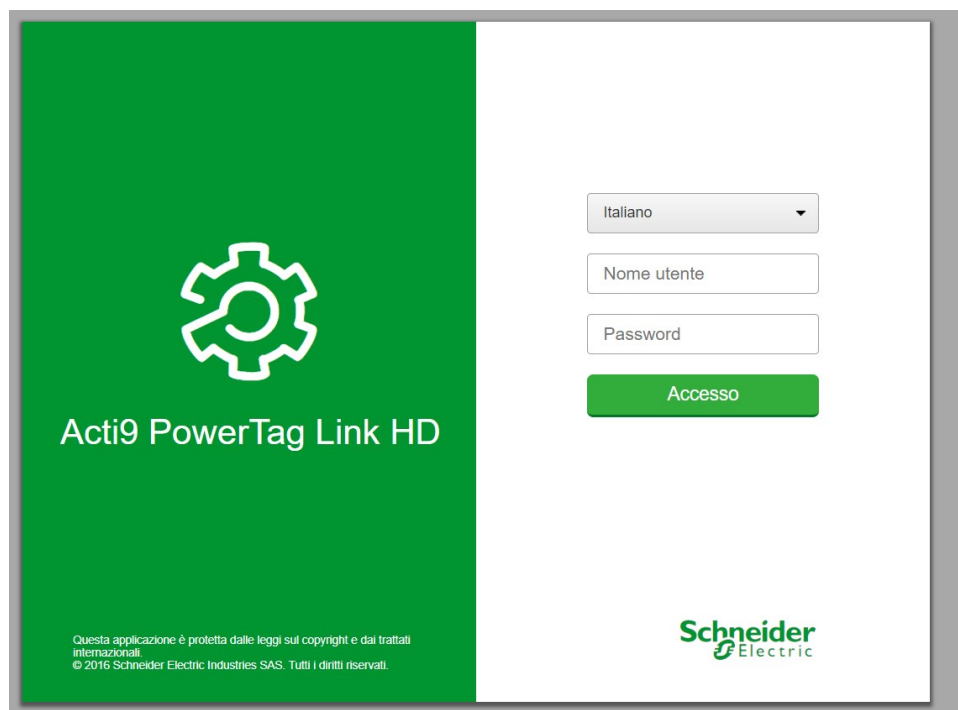 Acti9 PowerTag Link HD
Questa applicazione è protetta dalle leggi sul copyright e dai trattati
internazionali.
© 2016 Schneider Electric Industries SAS. Tutti i diritti riservati.
Italiano
Nome utente
Password
Accesso
Schneider
Electric